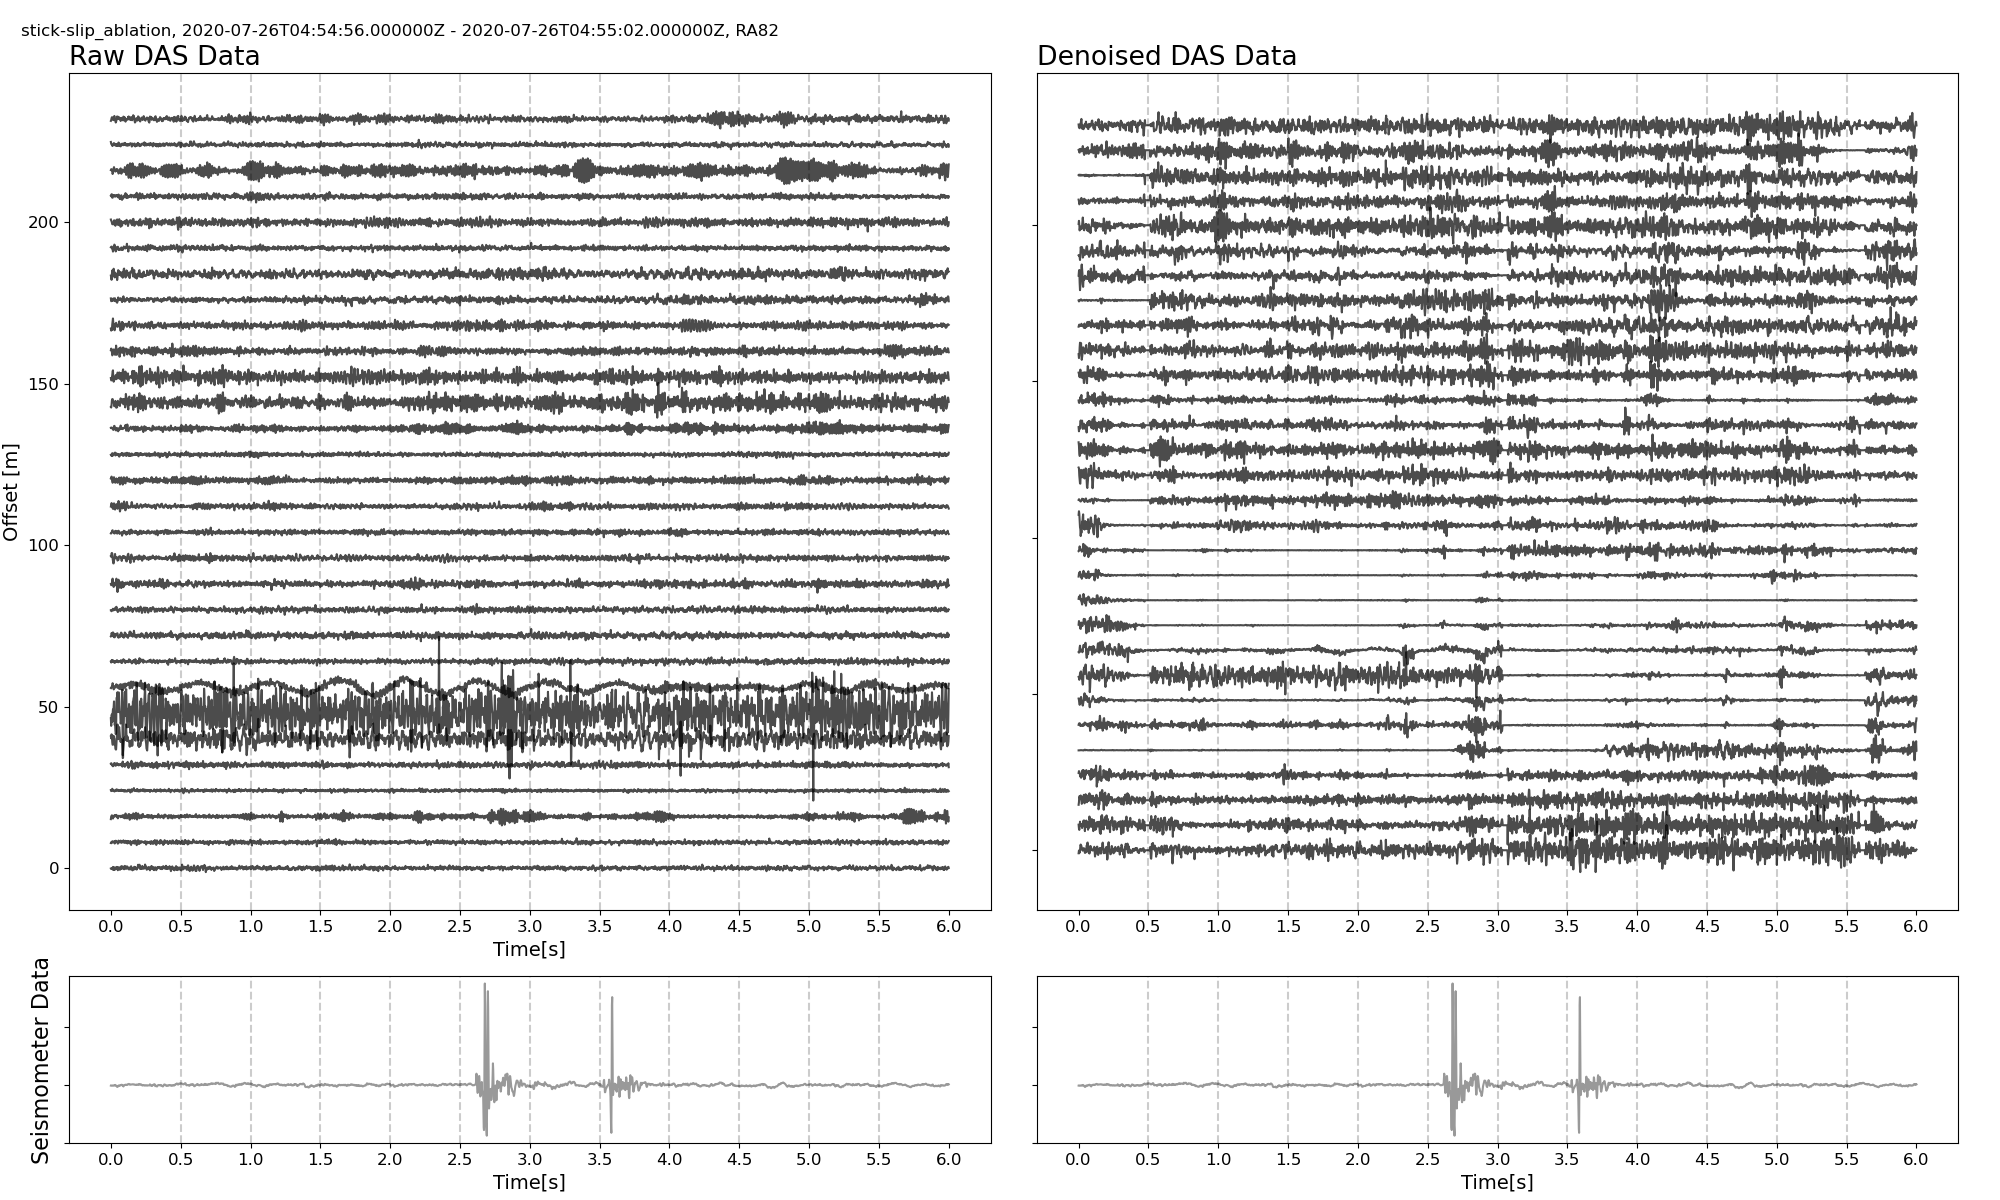 stick-slip_ablation, 2020-07-26T04:54:56.000000Z - 2020-07-26T04:55:02.000000Z, RA82
Raw DAS Data
Denoised DAS Data
Offset [m]
200
150
100
50
0
0.0 0.5 1.0 1.5 2.0 2.5 3.0 3.5 4.0 4.5 5.0 5.5 6.0
Time[s]
0.0 0.5 1.0 1.5 2.0 2.5 3.0 3.5 4.0 4.5 5.0 5.5 6.0
Seismometer Data
0.0 0.5 1.0 1.5 2.0 2.5 3.0 3.5 4.0 4.5 5.0 5.5 6.0
Time[s]
0.0 0.5 1.0 1.5 2.0 2.5 3.0 3.5 4.0 4.5 5.0 5.5 6.0
Time[s]